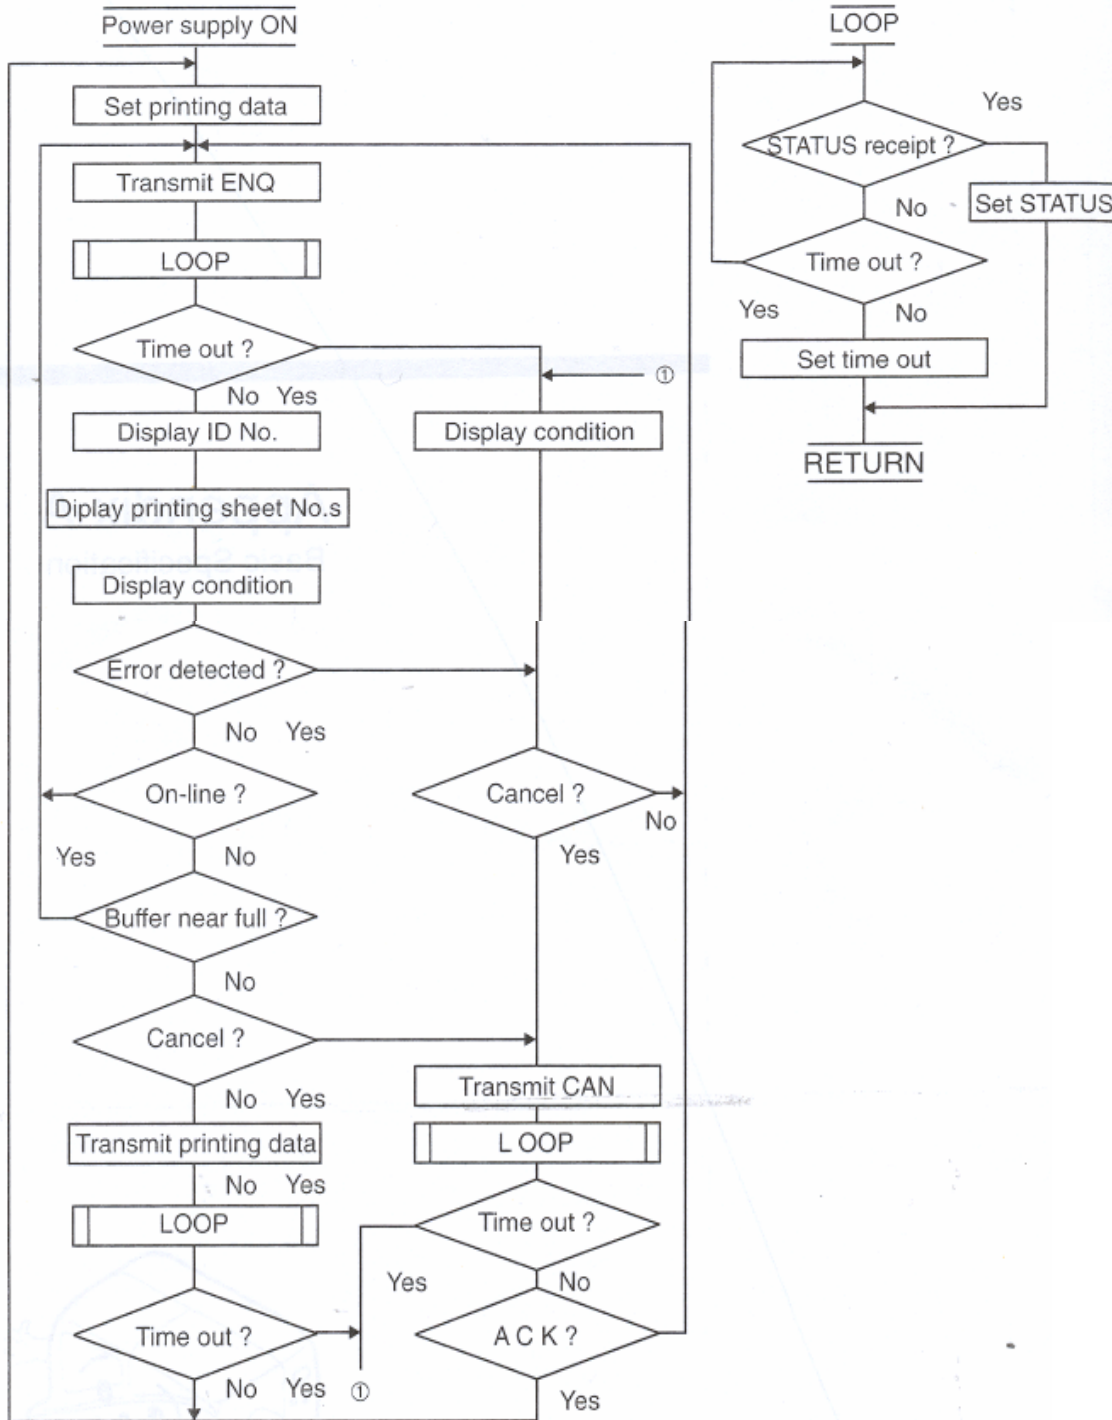 Power supply ON
Set printing data
Transmit ENQ
LOOP
Time out ?
No Yes
①
Display ID No.
Display condition
Diplay printing sheet No.s
Display condition
Error detected ?
No Yes
On-line ?
Cancel ?
No
Yes
No
Yes
Buffer near full ?
No
Cancel ?
Transmit CAN
No Yes
Transmit printing data
L OOP
No Yes
LOOP
Time out ?
Yes
No
Time out ?
A C K ?
No Yes
①
Yes
LOOP
Yes
STATUS receipt ?
No
Set STATUS
Time out ?
Yes
No
Set time out
RETURN